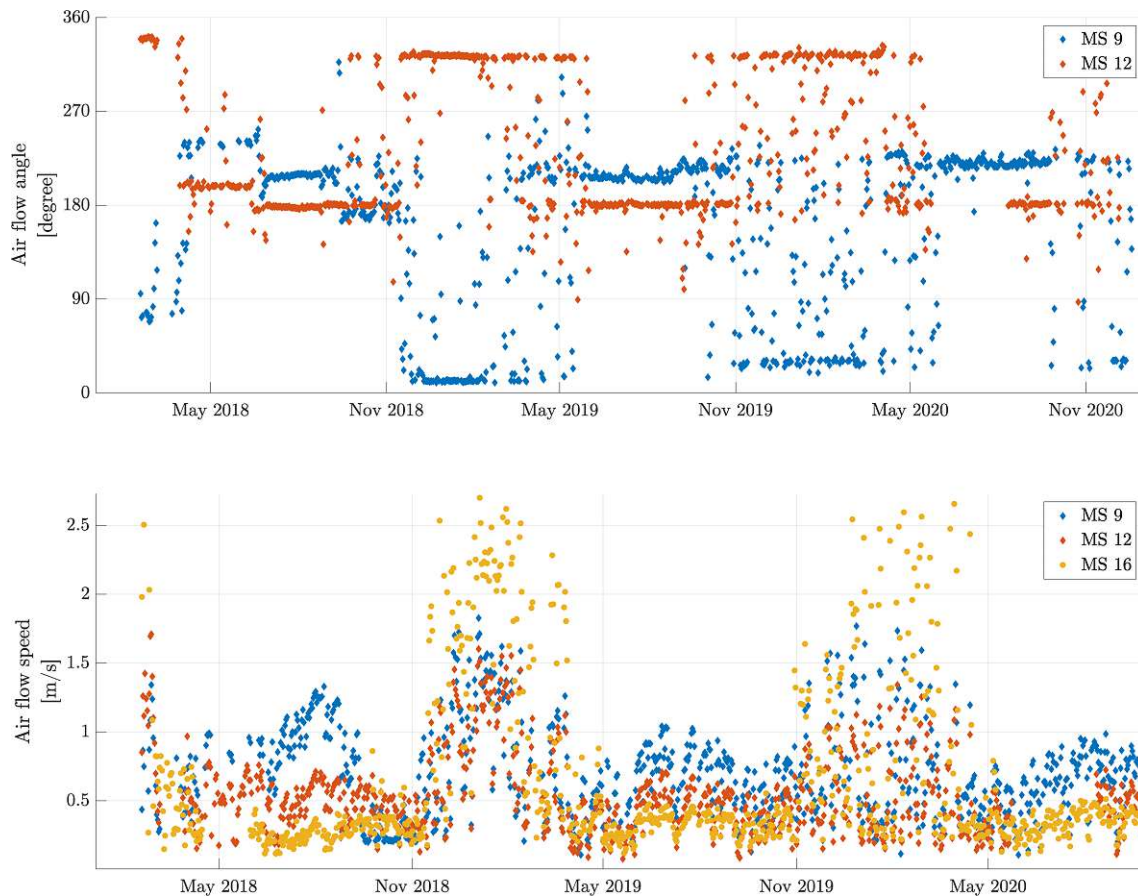 360
270
180
90
0
Air flow angle
[degree]
MS 9
MS 12
May 2018
Nov 2018
May 2019
Nov 2019
May 2020
Nov 2020
2.5
2
1.5
1
0.5
Air flow speed
[m/s]
MS 9
MS 12
MS 16
May 2018
Nov 2018
May 2019
Nov 2019
May 2020